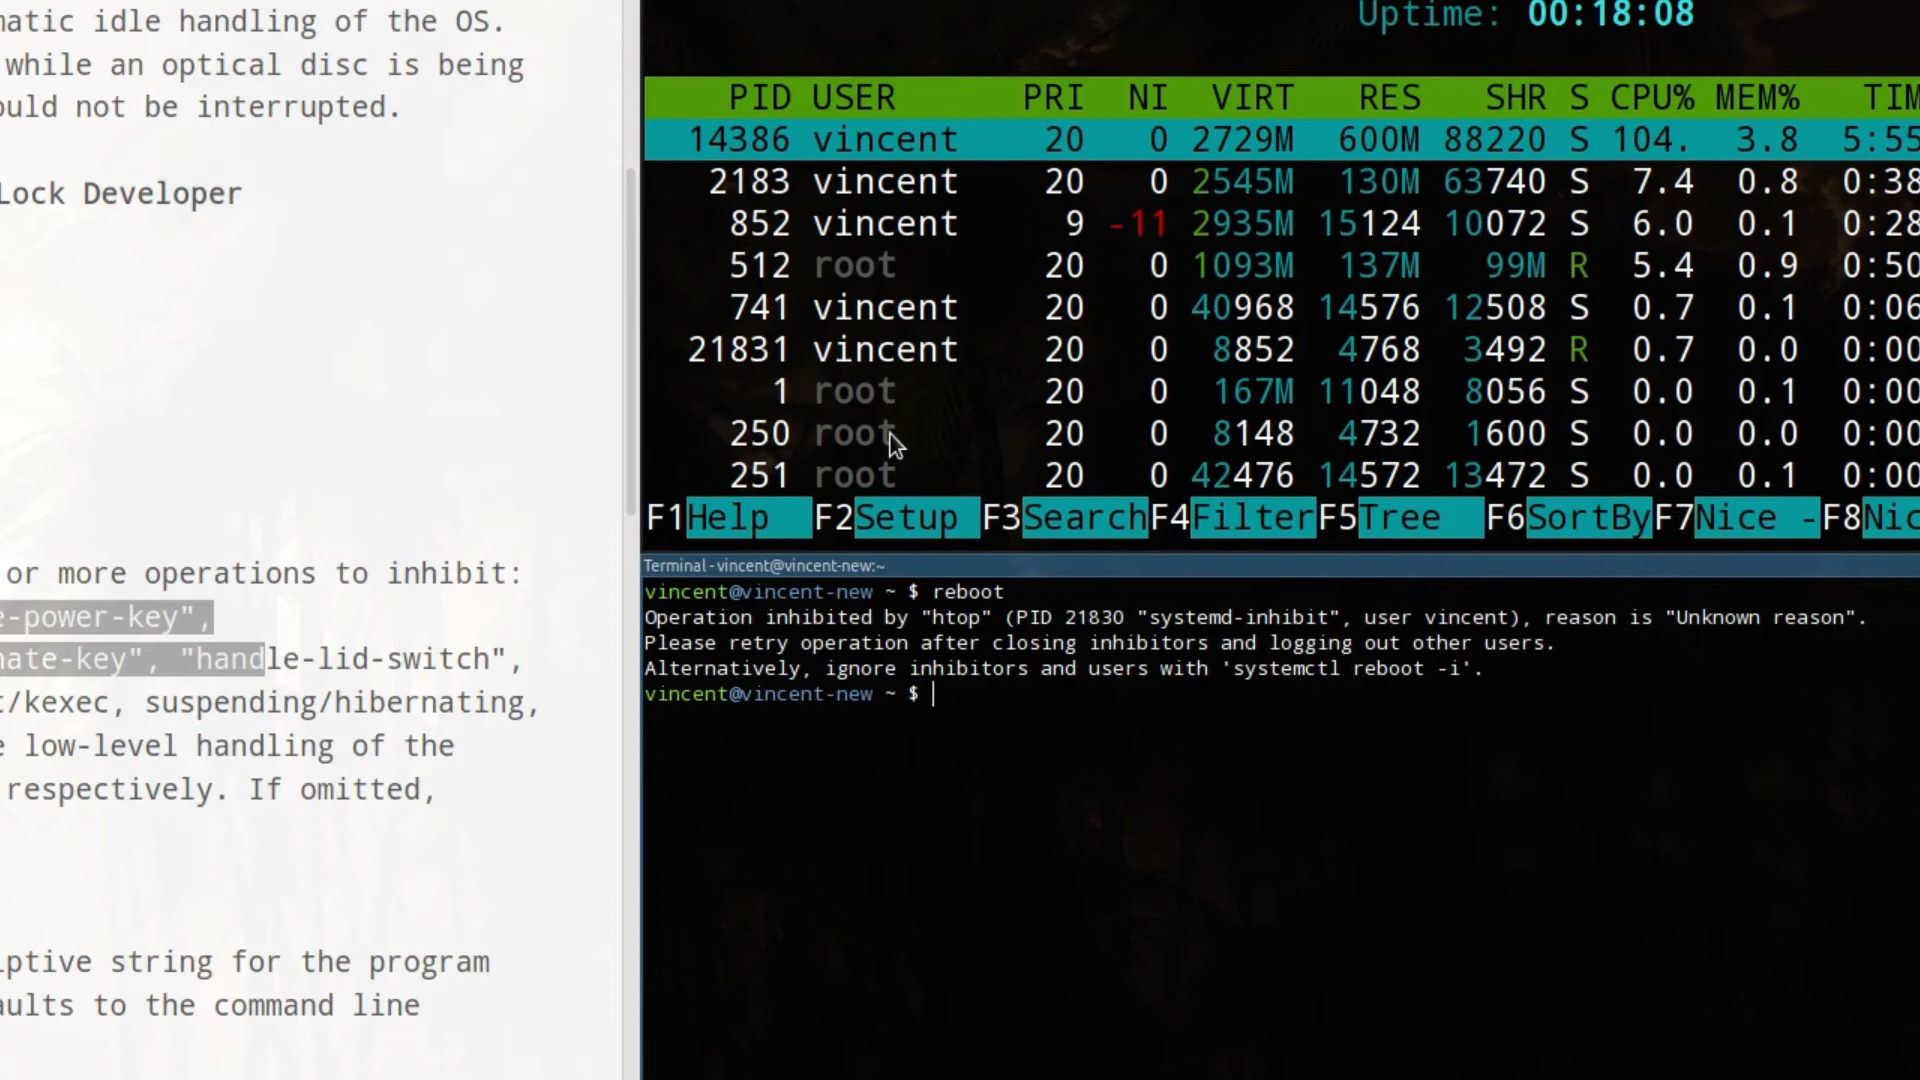 matic idle handling of the OS.
while an optical disc is being
ould not be interrupted.
Lock Developer
or more operations to inhibit:
e-power-key",
nate-key", "handle-lid-switch",
t/kexec, suspending/hibernating,
e low-level handling of the
respectively. If omitted,
iptive string for the program
aults to the command line
Uptime: 00:18:08
PID USER PRI NI VIRT RES SHR S CPU% MEM% TIM
14386 vincent 20 0 2729M 600M 88220 S 104. 3.8 5:55
2183 vincent 20 0 2545M 130M 63740 S 7.4 0.8 0:38
852 vincent 9 -11 2935M 15124 10072 S 6.0 0.1 0:28
512 root 20 0 1093M 137M 99M R 5.4 0.9 0:50
741 vincent 20 0 40968 14576 12508 S 0.7 0.1 0:06
21831 vincent 20 0 8852 4768 3492 R 0.7 0.0 0:00
1 root 20 0 167M 11048 8056 S 0.0 0.1 0:00
250 root 20 0 8148 4732 1600 S 0.0 0.0 0:00
251 root 20 0 42476 14572 13472 S 0.0 0.1 0:00
F1Help F2Setup F3SearchF4FilterF5Tree F6SortByF7Nice -F8Nic
Terminal - vincent@vincent-new:~
vincent@vincent-new ~ $ reboot
Operation inhibited by "htop" (PID 21830 "systemd-inhibit", user vincent), reason is "Unknown reason".
Please retry operation after closing inhibitors and logging out other users.
Alternatively, ignore inhibitors and users with 'systemctl reboot -i'.
vincent@vincent-new ~ $